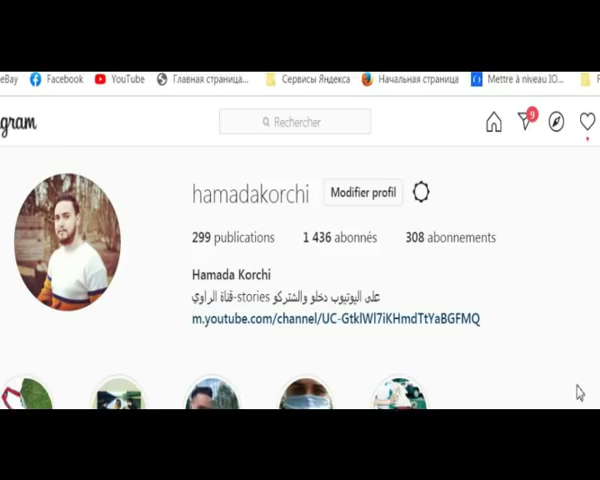 eBay Facebook YouTube Главная страница... Сервисы Яндекса Начальная страница Mettre à niveau IO...
gram Rechercher 9
hamadakorchi Modifier profil
299 publications 1 436 abonnés 308 abonnements
Hamada Korchi
على اليوتيوب دخلو والشتركو stories-قناة الراوي
m.youtube.com/channel/UC-GtklWl7iKHmdTtYaBGFMQ